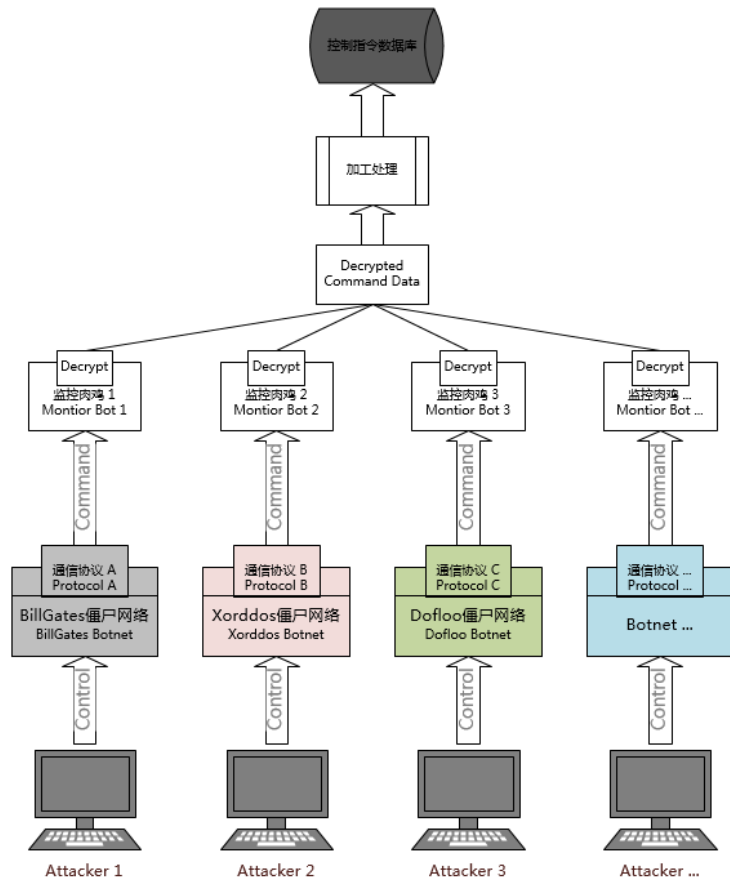 控制指令数据库
加工处理
Decrypted
Command Data
Decrypt
Decrypt
Decrypt
Decrypt
监控肉鸡 1
Montior Bot 1
监控肉鸡 2
Montior Bot 2
监控肉鸡 3
Montior Bot 3
监控肉鸡 ...
Montior Bot ...
Command
Command
Command
Command
通信协议 A
Protocol A
通信协议 B
Protocol B
通信协议 C
Protocol C
通信协议 ...
Protocol ...
BillGates僵尸网络
BillGates Botnet
Xorddos僵尸网络
Xorddos Botnet
Dofloo僵尸网络
Dofloo Botnet
Botnet ...
Control
Control
Control
Control
Attacker 1
Attacker 2
Attacker 3
Attacker ...